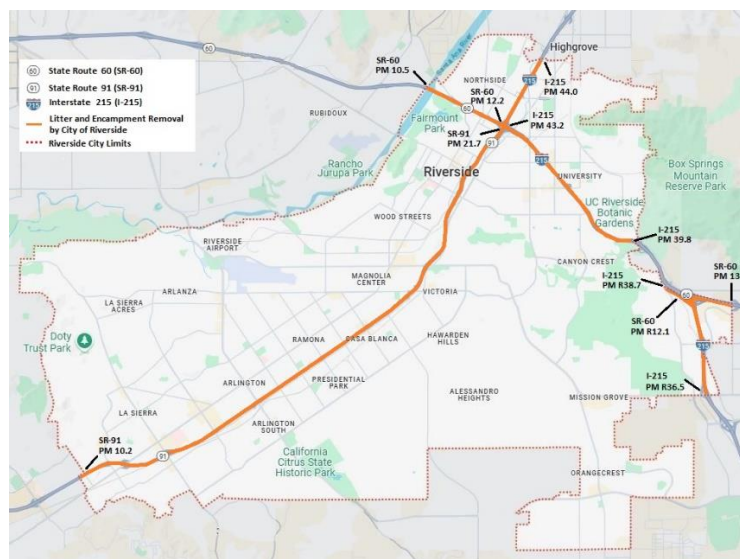 60 State Route 60 (SR-60)
91 State Route 91 (SR-91)
215 Interstate 215 (I-215)
Litter and Encampment Removal
by City of Riverside
Riverside City Limits
60
Highgrove
SR-60
PM 10.5
NORTHSIDE
215
I-215
PM 44.0
SR-60
PM 12.2
RUBIDOUX
Fairmount
Park
I-215
PM 43.2
SR-91
PM 21.7
91
Rancho
Jurupa Park
Riverside
215
UNIVERSITY
Box Springs
Mountain
Reserve Park
UC Riverside
Botanic
Gardens
WOOD STREETS
RIVERSIDE
AIRPORT
I-215
PM 39.8
CANYON CREST
SR-60
PM 13
MAGNOLIA
CENTER
I-215
PM R38.7
ARLANZA
VICTORIA
60
LA SIERRA
ACRES
SR-60
PM R12.1
Doty
Trust Park
RAMONA
CASA BLANCA
HAWARDEN
HILLS
215
ARLINGTON
PRESIDENTIAL
PARK
I-215
PM R36.5
ALESSANDRO
HEIGHTS
MISSION GROVE
LA SIERRA
ARLINGTON
SOUTH
SR-91
PM 10.2
91
California
Citrus State
Historic Park
ORANGECREST